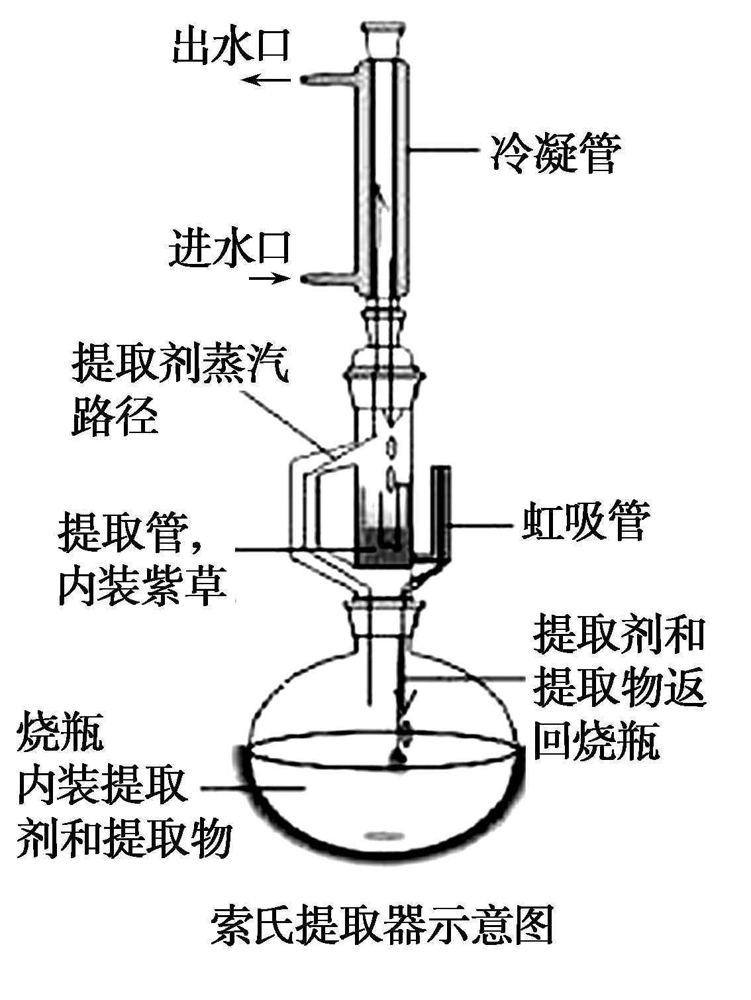 出水口
冷凝管
进水口
提取剂蒸汽
路径
提取管，
内装紫草
虹吸管
提取剂和
提取物返
回烧瓶
烧瓶
内装提取
剂和提取物
索氏提取器示意图